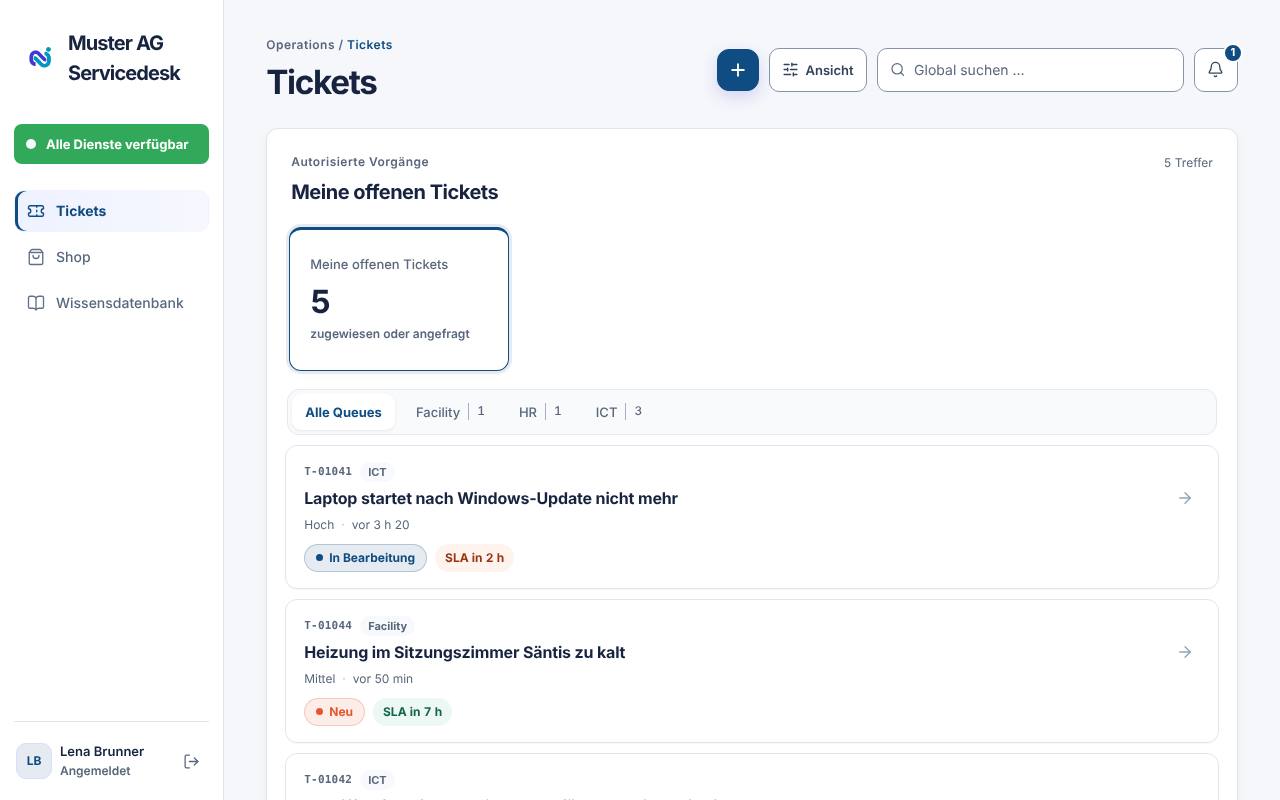 Muster AG
Servicedesk
Alle Dienste verfügbar
Tickets
Shop
Wissensdatenbank
LB
Lena Brunner
Angemeldet
Operations / Tickets
Tickets
Ansicht
Global suchen ...
1
Autorisierte Vorgänge
5 Treffer
Meine offenen Tickets
Meine offenen Tickets
5
zugewiesen oder angefragt
Alle Queues
Facility 1
HR 1
ICT 3
T-01041 ICT
Laptop startet nach Windows-Update nicht mehr
Hoch · vor 3 h 20
In Bearbeitung
SLA in 2 h
T-01044 Facility
Heizung im Sitzungszimmer Säntis zu kalt
Mittel · vor 50 min
Neu
SLA in 7 h
T-01042 ICT